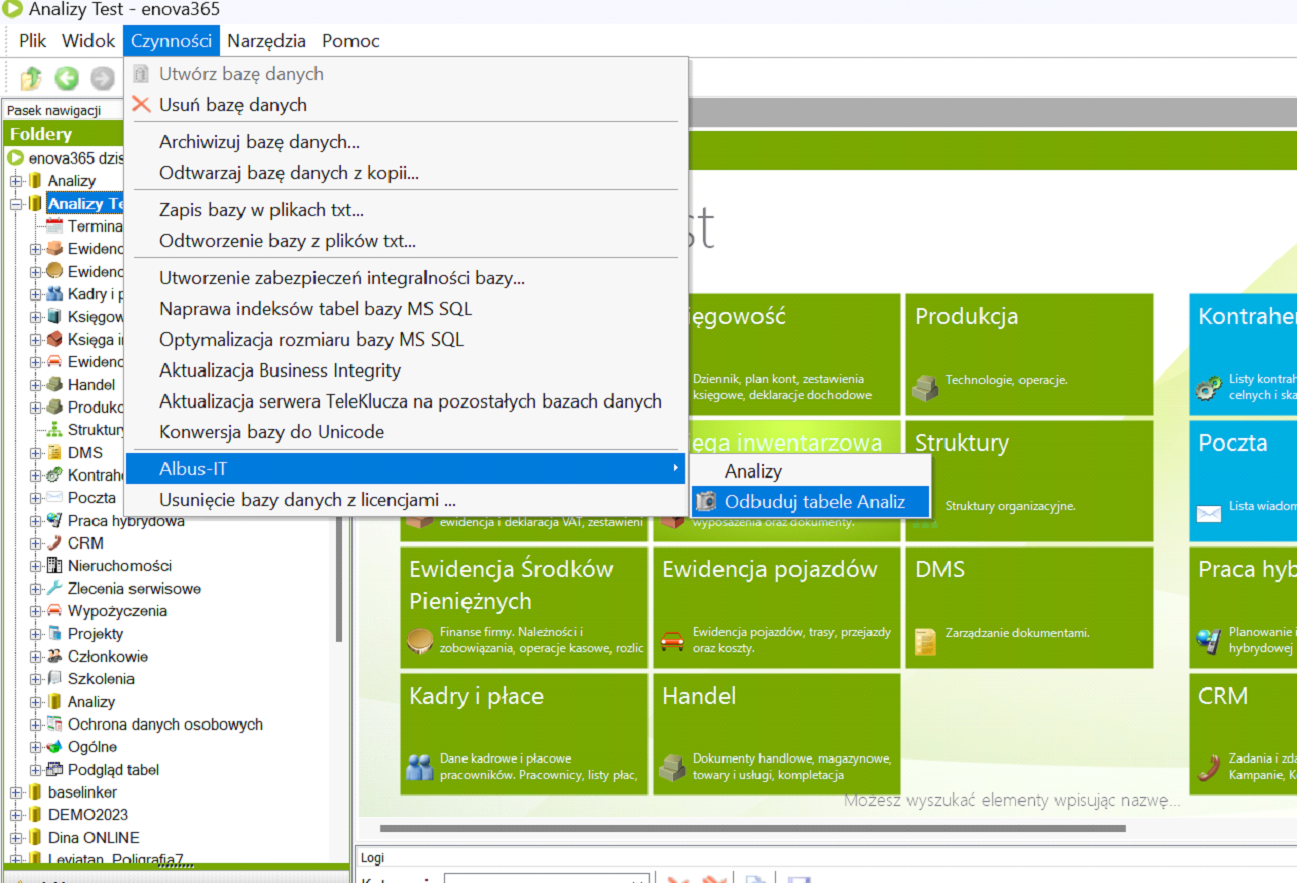 Analizy Test - enova365
Plik Widok Czynności Narzędzia Pomoc
Utwórz bazę danych
Usuń bazę danych
Archiwizuj bazę danych...
Odtwarzaj bazę danych z kopii...
Zapis bazy w plikach txt...
Odtworzenie bazy z plików txt...
Utworzenie zabezpieczeń integralności bazy...
Naprawa indeksów tabel bazy MS SQL
Optymalizacja rozmiaru bazy MS SQL
Aktualizacja Business Integrity
Aktualizacja serwera TeleKlucza na pozostałych bazach danych
Konwersja bazy do Unicode
Albus-IT
Usunięcie bazy danych z licencjami ...
Analizy
Odbuduj tabele Analiz
Pasek nawigacji
Foldery
enova365 dzis
Analizy
Analizy Te
Termina
Ewidenc
Ewidenc
Kadry i p
Księgow
Księga i
Ewidenc
Handel
Produkc
Struktury
DMS
Kontrahe
Poczta
Praca hybrydowa
CRM
Nieruchomości
Zlecenia serwisowe
Wypożyczenia
Projekty
Członkowie
Szkolenia
Analizy
Ochrona danych osobowych
Ogólne
Podgląd tabel
baselinker
DEMO2023
Dina ONLINE
Leviatan_Poligrafia7...
st
ięgowość
Dziennik, plan kont, zestawienia
księgowe, deklaracje dochodowe
Produkcja
Technologie, operacje.
Kontrahe
Listy kontrah
celnych i ska
ewidencja i deklaracja VAT, zestawieni
ęga inwentarzowa
wyposażenia oraz dokumenty.
Struktury
Struktury organizacyjne.
Poczta
Lista wiadom
Ewidencja Środków
Pieniężnych
Finanse firmy. Należności i
zobowiązania, operacje kasowe, rozlic
Ewidencja pojazdów
Ewidencja pojazdów, trasy, przejazdy
oraz koszty.
DMS
Zarządzanie dokumentami.
Praca hyb
Planowanie i
hybrydowej
Kadry i płace
Dane kadrowe i płacowe
pracowników. Pracownicy, listy płac,
Handel
Dokumenty handlowe, magazynowe,
towary i usługi, kompletacja
CRM
Zadania i zda
Kampanie, K
Możesz wyszukać elementy wpisując nazwę...
Logi